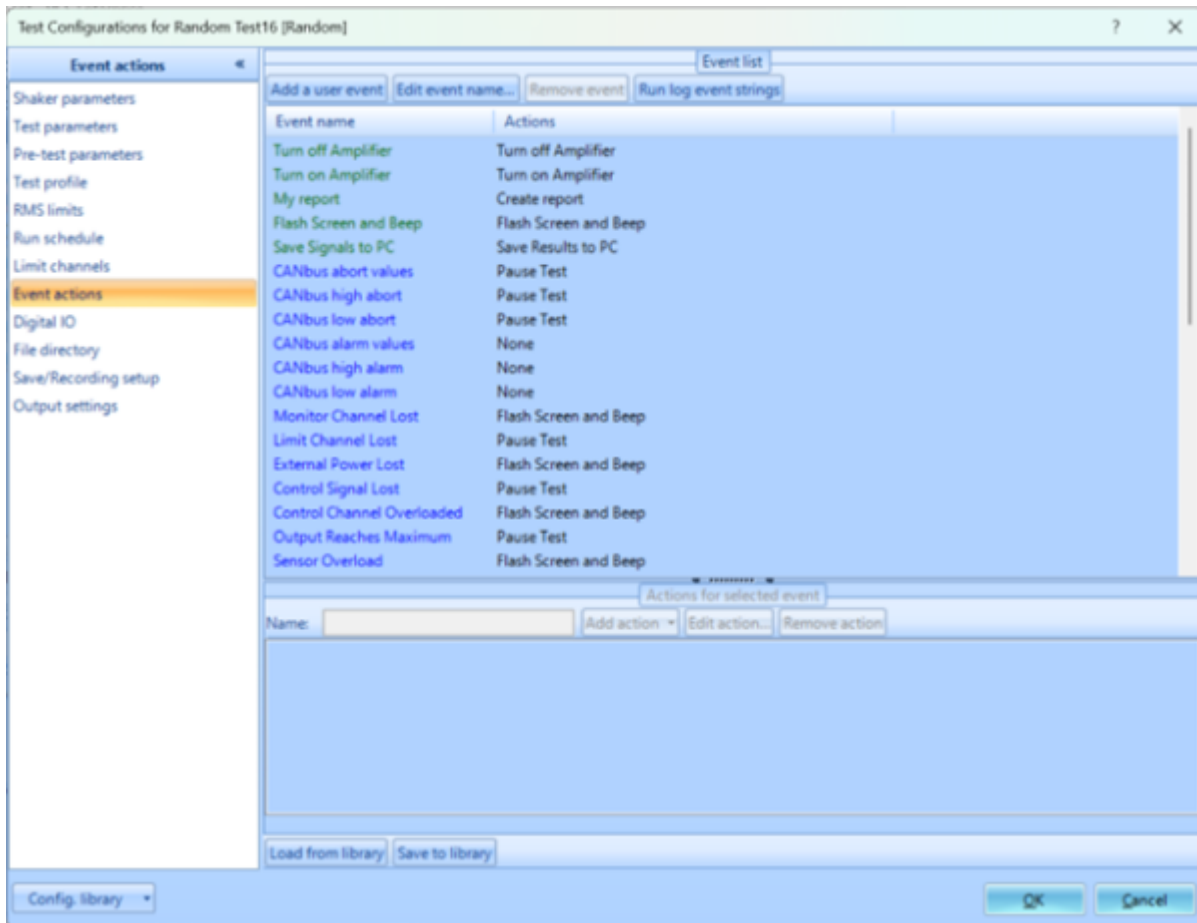 Test Configurations for Random Test16 [Random]
?
Event actions «
Shaker parameters
Test parameters
Pre-test parameters
Test profile
RMS limits
Run schedule
Limit channels
Event actions
Digital IO
File directory
Save/Recording setup
Output settings
Event list
Add a user event Edit event name... Remove event Run log event strings
Event name Actions
Turn off Amplifier Turn off Amplifier
Turn on Amplifier Turn on Amplifier
My report Create report
Flash Screen and Beep Flash Screen and Beep
Save Signals to PC Save Results to PC
CANbus abort values Pause Test
CANbus high abort Pause Test
CANbus low abort Pause Test
CANbus alarm values None
CANbus high alarm None
CANbus low alarm None
Monitor Channel Lost Flash Screen and Beep
Limit Channel Lost Pause Test
External Power Lost Flash Screen and Beep
Control Signal Lost Pause Test
Control Channel Overloaded Flash Screen and Beep
Output Reaches Maximum Pause Test
Sensor Overload Flash Screen and Beep
Actions for selected event
Name: Add action Edit action... Remove action
Load from library Save to library
Config. library OK Cancel